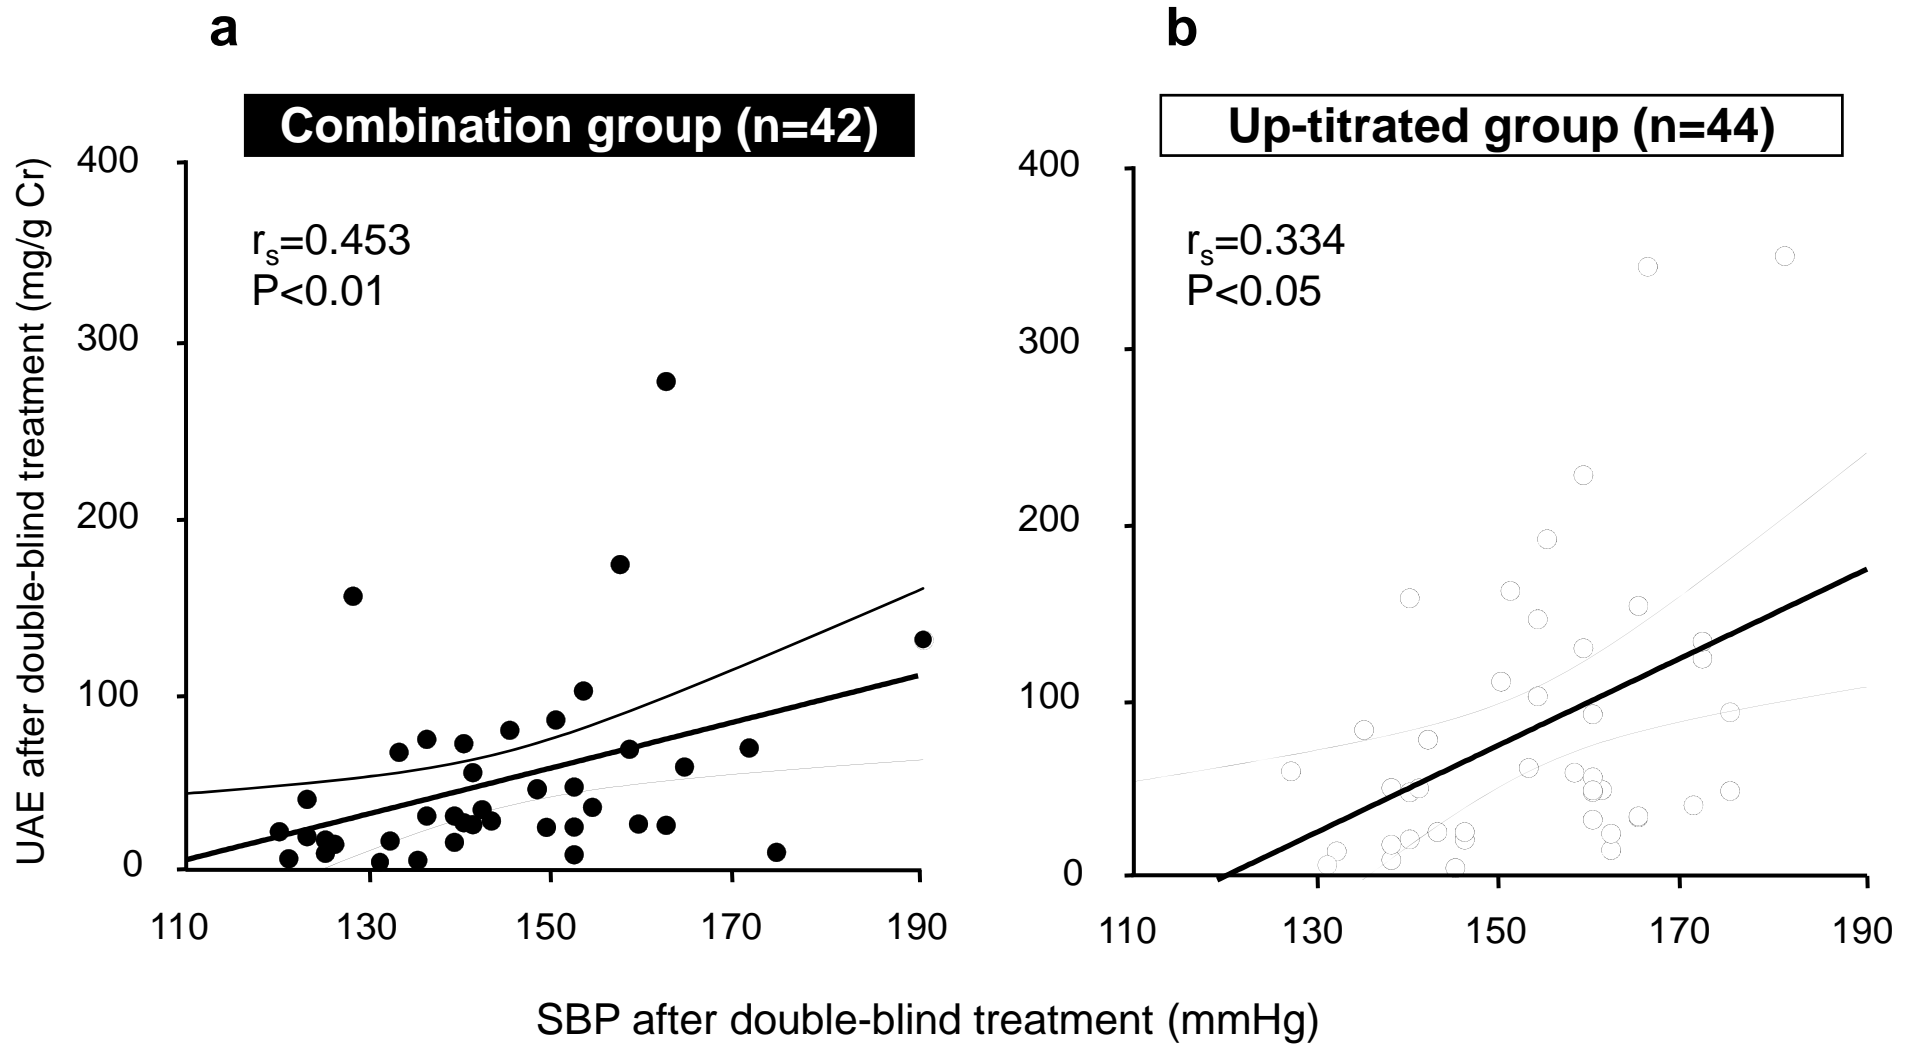 a
b
Combination group (n=42)
Up-titrated group (n=44)
UAE after double-blind treatment (mg/g Cr)
400
300
200
100
0
rs=0.453
P<0.01
110
130
150
170
190
400
300
200
100
0
rs=0.334
P<0.05
110
130
150
170
190
SBP after double-blind treatment (mmHg)